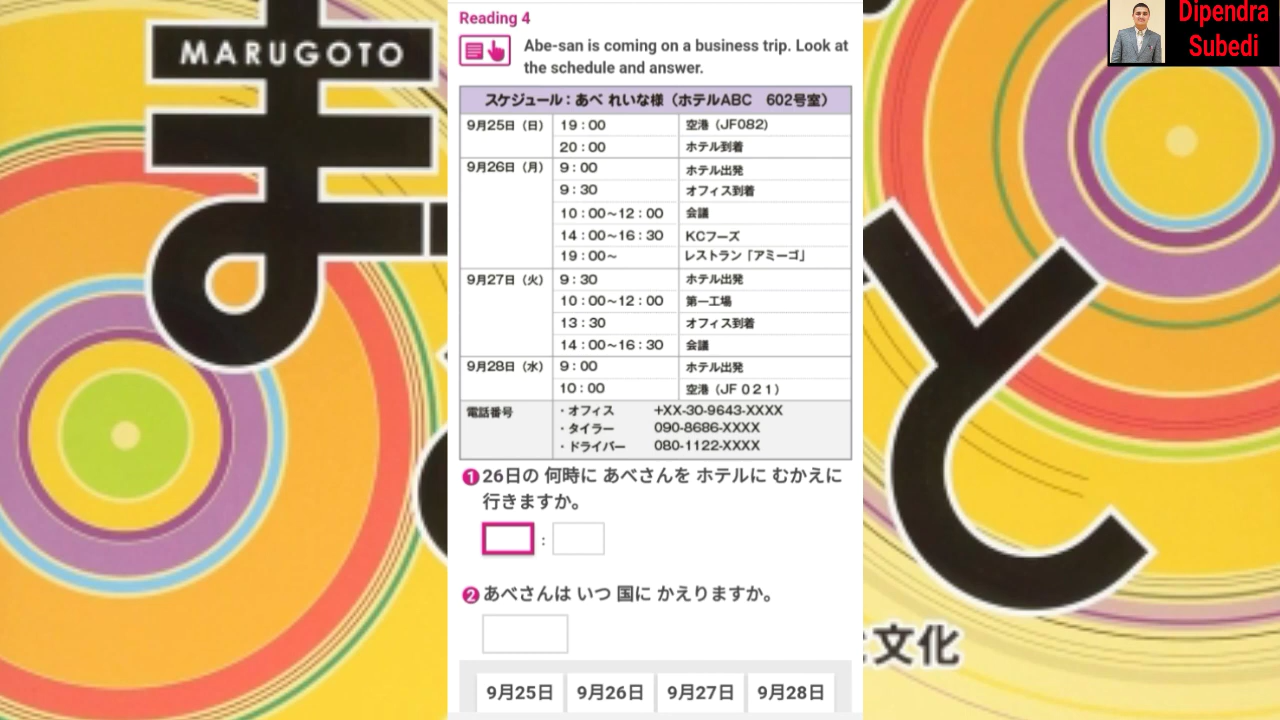 MARUGOTO
Reading 4
Abe-san is coming on a business trip. Look at
the schedule and answer.
スケジュール：あべ れいな様（ホテルABC　602号室）
9月25日（日） 19：00 空港（JF082)
20：00 ホテル到着
9月26日（月） 9：00 ホテル出発
9：30 オフィス到着
10：00～12：00 会議
14：00～16：30 KCフーズ
19：00～ レストラン「アミーゴ」
9月27日（火） 9：30 ホテル出発
10：00～12：00 第一工場
13：30 オフィス到着
14：00～16：30 会議
9月28日（水） 9：00 ホテル出発
10：00 空港（JF０２１）
電話番号 ・オフィス +XX-30-9643-XXXX
・タイラー 090-8686-XXXX
・ドライバー 080-1122-XXXX
❶26日の 何時に あべさんを ホテルに むかえに
行きますか。
:
❷あべさんは いつ 国に かえりますか。
9月25日 9月26日 9月27日 9月28日
Dipendra
Subedi
ま
と
文化